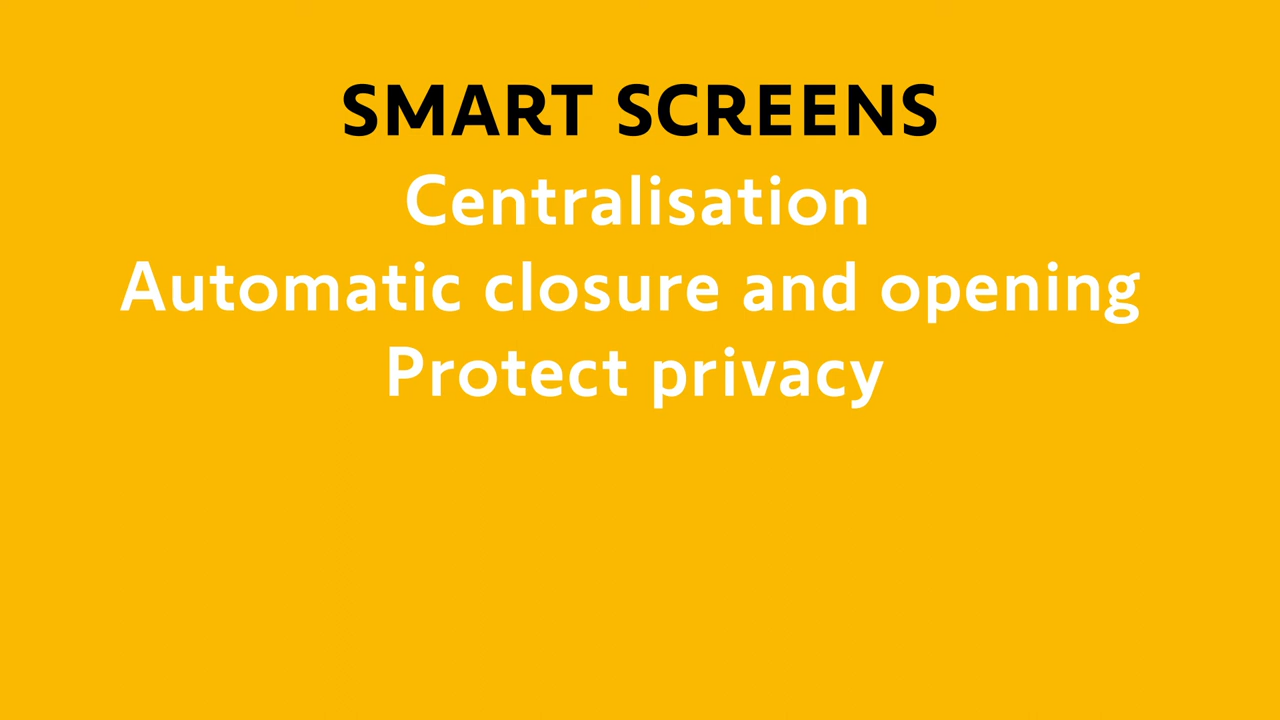 SMART SCREENS
Centralisation
Automatic closure and opening
Protect privacy